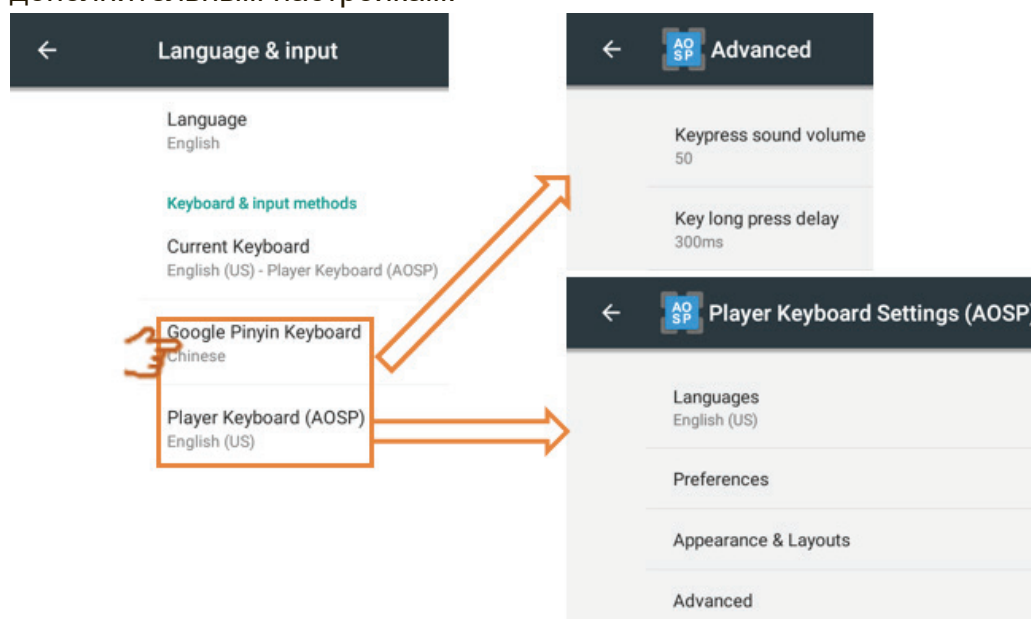 дополнительным настройкам.
Language & input
Language
English
Keyboard & input methods
Current Keyboard
English (US) - Player Keyboard (AOSP)
Google Pinyin Keyboard
Chinese
Player Keyboard (AOSP)
English (US)
AO
SP
Advanced
Keypress sound volume
50
Key long press delay
300ms
AO
SP
Player Keyboard Settings (AOSP)
Languages
English (US)
Preferences
Appearance & Layouts
Advanced